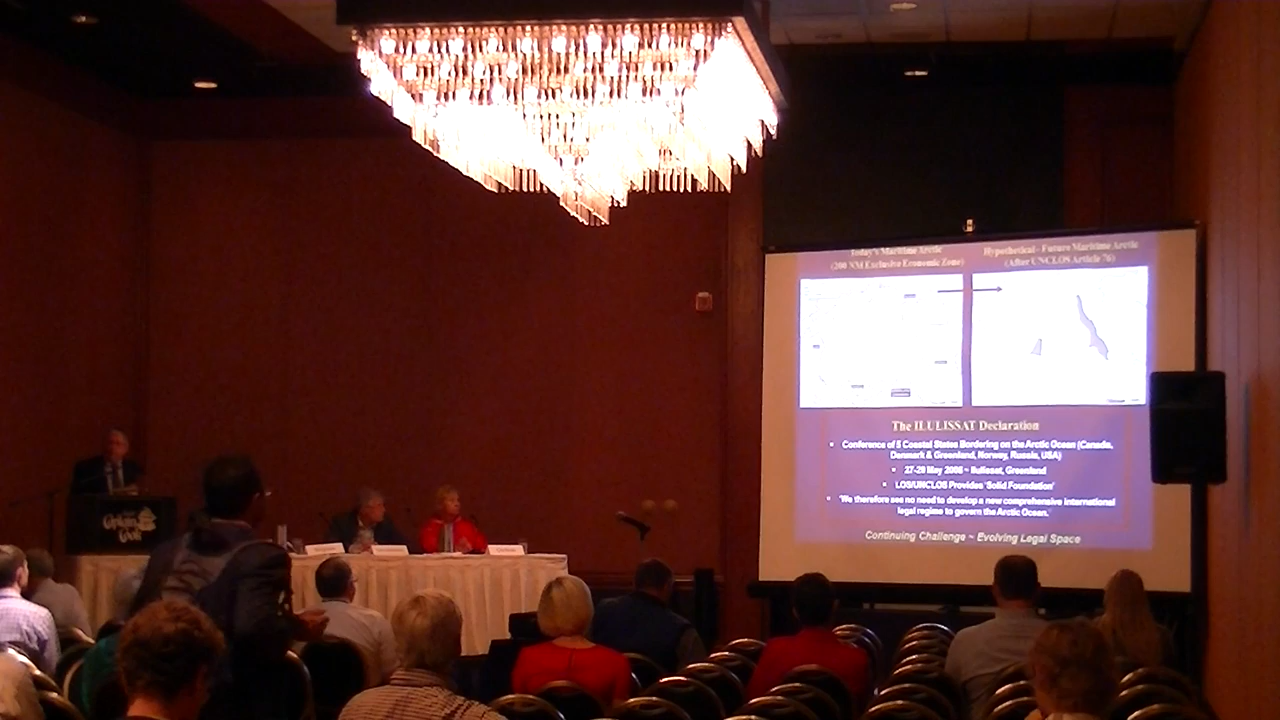 Today's Maritime Arctic
(200 NM Exclusive Economic Zone)
Hypothetical - Future Maritime Arctic
(After UNCLOS Article 76)
The ILULISSAT Declaration
• Conference of 5 Coastal States Bordering on the Arctic Ocean (Canada,
Denmark & Greenland, Norway, Russia, USA)
• 27-29 May 2008 ~ Ilulissat, Greenland
• LOS/UNCLOS Provides 'Solid Foundation'
• 'We therefore see no need to develop a new comprehensive international
legal regime to govern the Arctic Ocean.'
Continuing Challenge ~ Evolving Legal Space